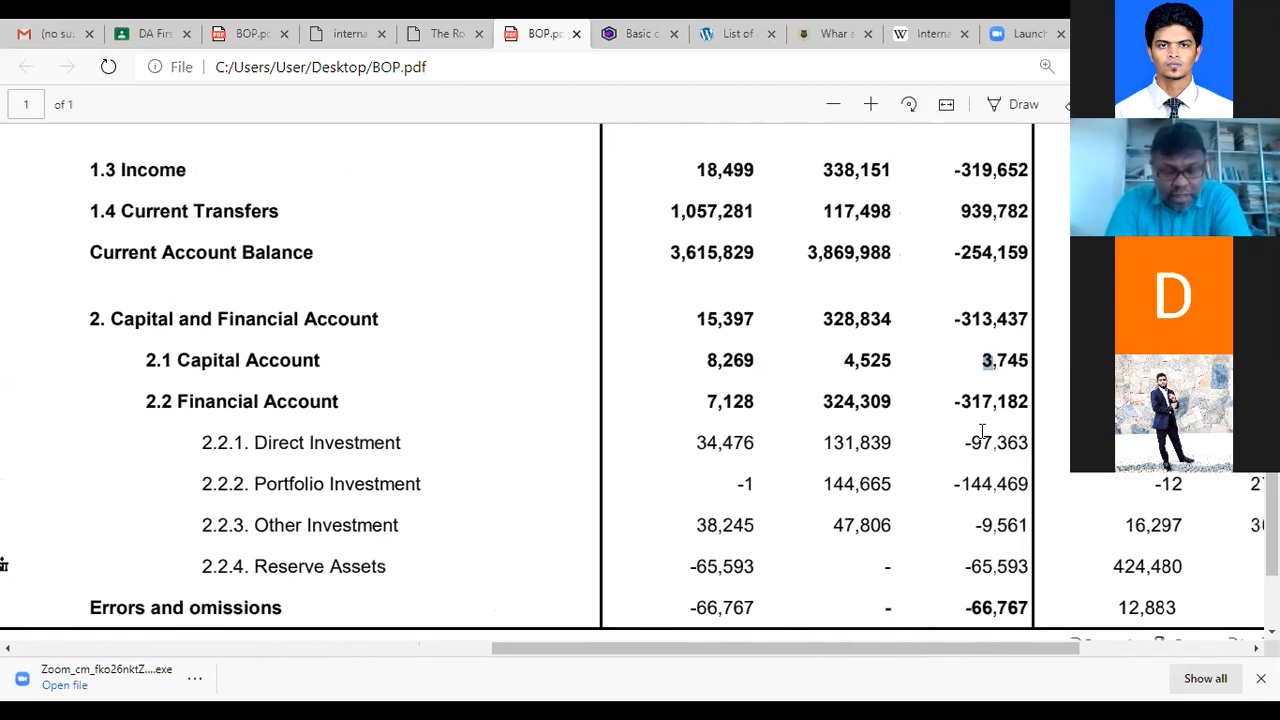 (no su
DA Firs
BOP.pc
interna
The Ro
BOP.pc
Basic c
List of
Whar a
Interna
Launch
File C:/Users/User/Desktop/BOP.pdf
1 of 1 Draw
1.3 Income 18,499 338,151 -319,652
1.4 Current Transfers 1,057,281 117,498 939,782
Current Account Balance 3,615,829 3,869,988 -254,159
2. Capital and Financial Account 15,397 328,834 -313,437
2.1 Capital Account 8,269 4,525 3,745
2.2 Financial Account 7,128 324,309 -317,182
2.2.1. Direct Investment 34,476 131,839 -97,363
2.2.2. Portfolio Investment -1 144,665 -144,469 -12
2.2.3. Other Investment 38,245 47,806 -9,561 16,297
2.2.4. Reserve Assets -65,593 - -65,593 424,480
Errors and omissions -66,767 - -66,767 12,883
D
Zoom_cm_fko26nktZ....exe
Open file
Show all